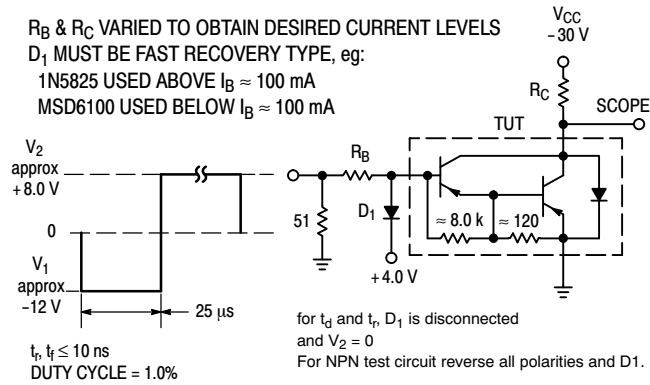 R_B & R_C VARIED TO OBTAIN DESIRED CURRENT LEVELS
D_1 MUST BE FAST RECOVERY TYPE, eg:
1N5825 USED ABOVE I_B ≈ 100 mA
MSD6100 USED BELOW I_B ≈ 100 mA
V_CC
− 30 V
R_C
SCOPE
TUT
V_2
approx
+ 8.0 V
0
V_1
approx
−12 V
25 μs
t_r, t_f ≤ 10 ns
DUTY CYCLE = 1.0%
51
R_B
D_1
+ 4.0 V
≈ 8.0 k
≈ 120
for t_d and t_r, D_1 is disconnected
and V_2 = 0
For NPN test circuit reverse all polarities and D1.